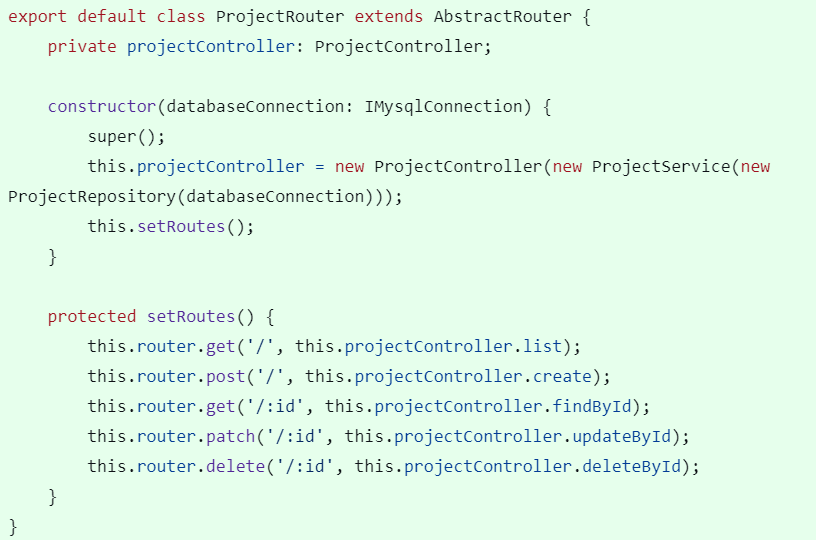 export default class ProjectRouter extends AbstractRouter {
    private projectController: ProjectController;

    constructor(databaseConnection: IMysqlConnection) {
        super();
        this.projectController = new ProjectController(new ProjectService(new
ProjectRepository(databaseConnection)));
        this.setRoutes();
    }

    protected setRoutes() {
        this.router.get('/', this.projectController.list);
        this.router.post('/', this.projectController.create);
        this.router.get('/:id', this.projectController.findById);
        this.router.patch('/:id', this.projectController.updateById);
        this.router.delete('/:id', this.projectController.deleteById);
    }
}